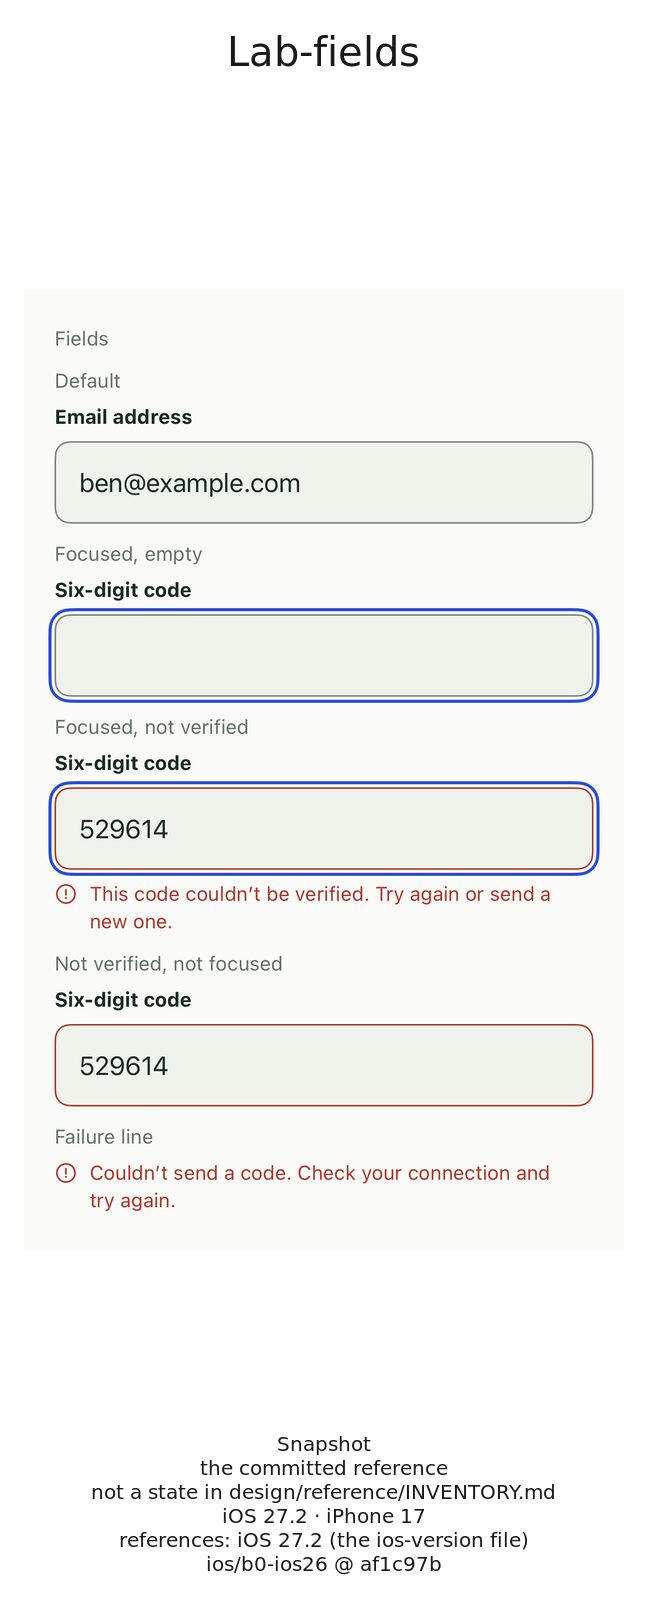 Lab-fields
Fields
Default
Email address
ben@example.com
Focused, empty
Six-digit code
Focused, not verified
Six-digit code
529614
This code couldn’t be verified. Try again or send a
new one.
Not verified, not focused
Six-digit code
529614
Failure line
Couldn’t send a code. Check your connection and
try again.
Snapshot
the committed reference
not a state in design/reference/INVENTORY.md
iOS 27.2 · iPhone 17
references: iOS 27.2 (the ios-version file)
ios/b0-ios26 @ af1c97b